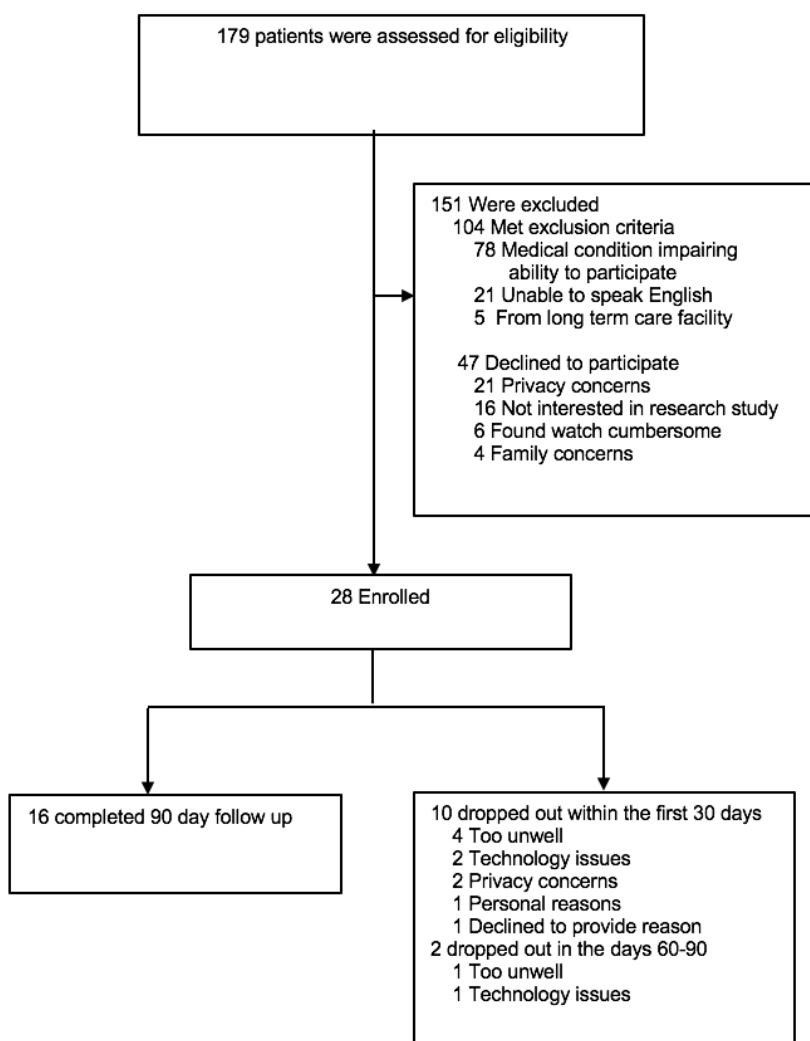 179 patients were assessed for eligibility
151 Were excluded
104 Met exclusion criteria
78 Medical condition impairing
ability to participate
21 Unable to speak English
5 From long term care facility
47 Declined to participate
21 Privacy concerns
16 Not interested in research study
6 Found watch cumbersome
4 Family concerns
28 Enrolled
16 completed 90 day follow up
10 dropped out within the first 30 days
4 Too unwell
2 Technology issues
2 Privacy concerns
1 Personal reasons
1 Declined to provide reason
2 dropped out in the days 60-90
1 Too unwell
1 Technology issues